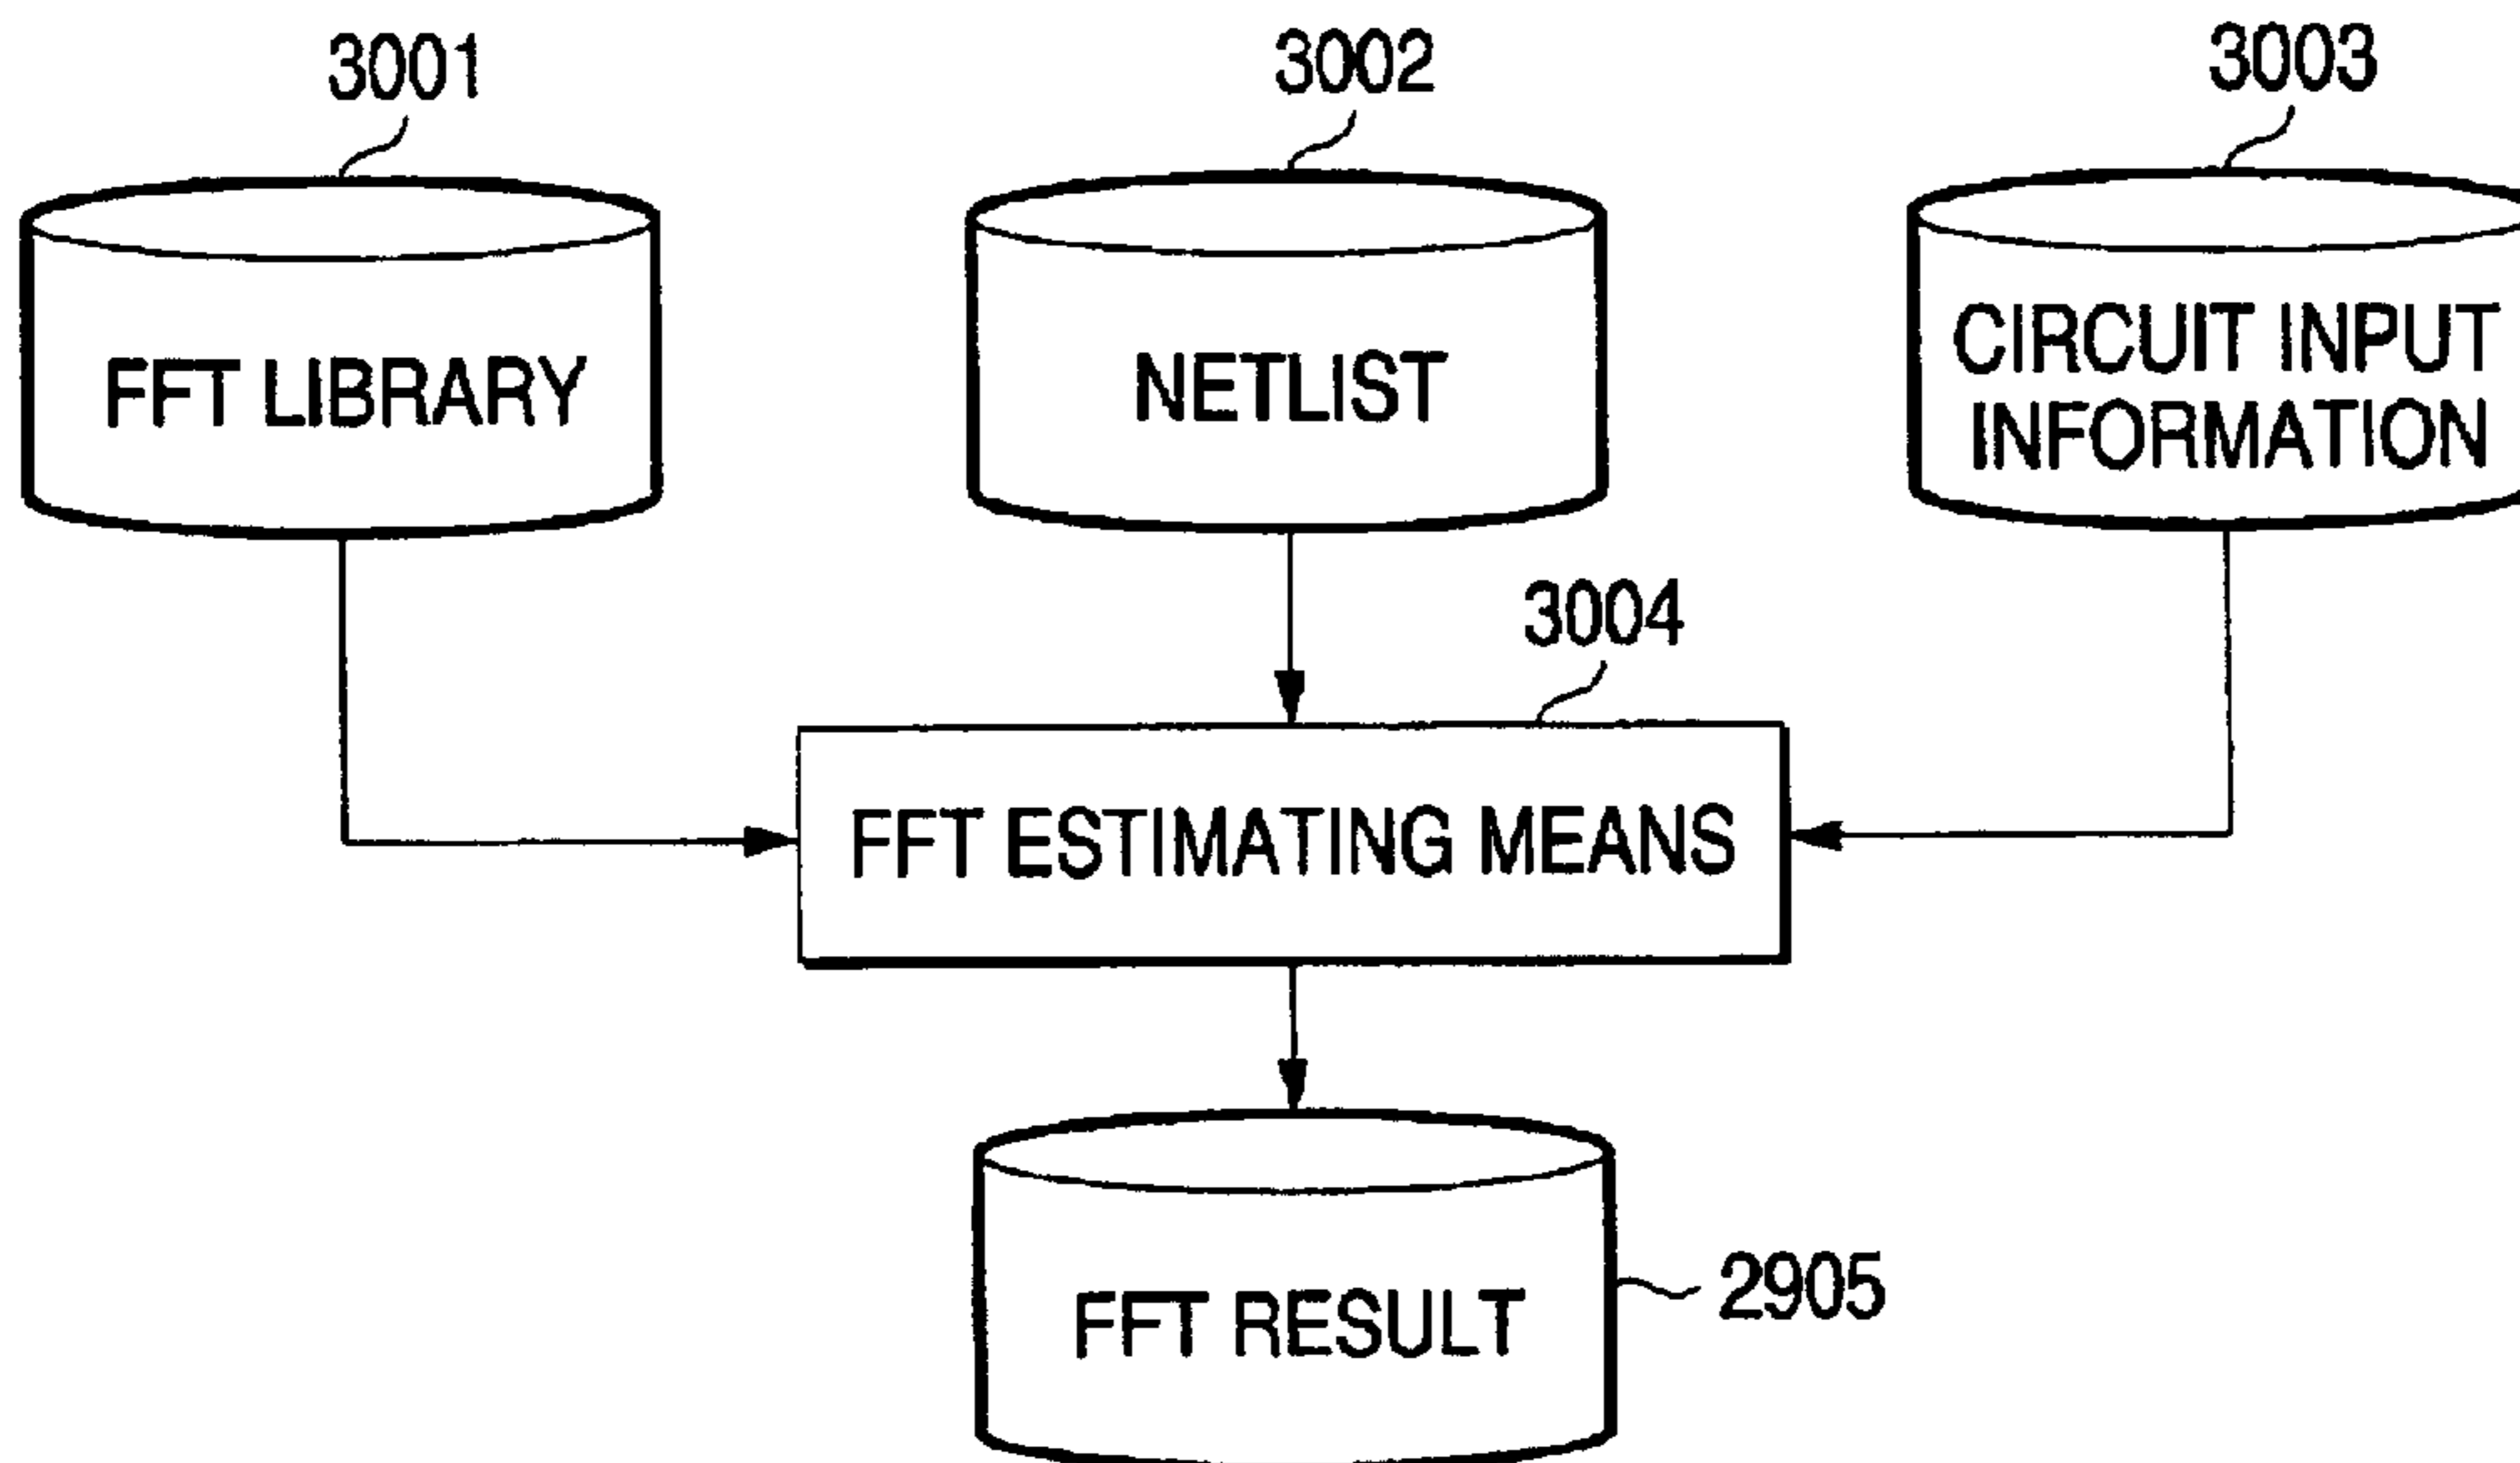 3001
3002
3003
FFT LIBRARY
NETLIST
CIRCUIT INPUT
INFORMATION
3004
FFT ESTIMATING MEANS
FFT RESULT
2905